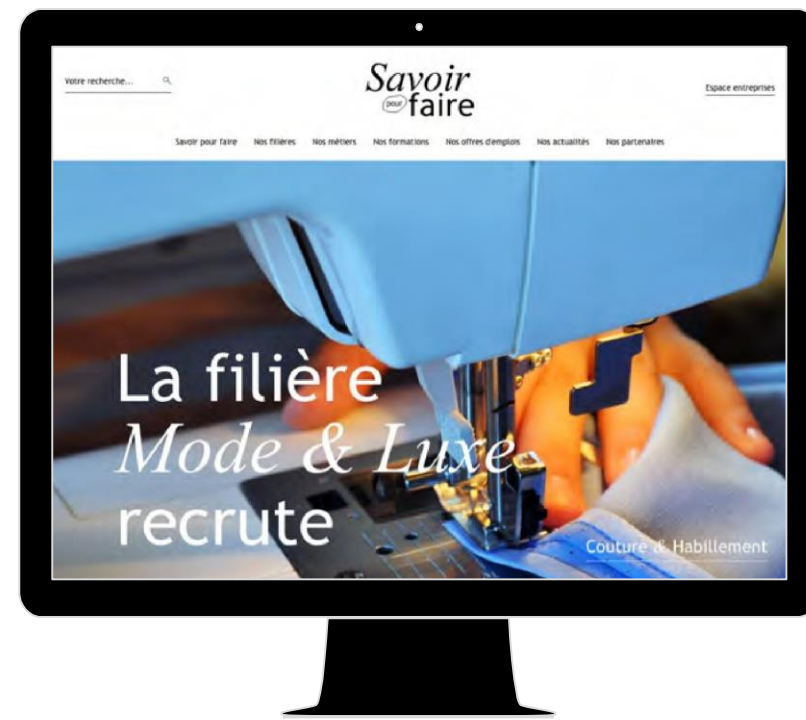 Votre recherche...
Savoir
pour faire
Espace entreprises
Savoir pour faire Nos filières Nos métiers Nos formations Nos offres d'emplois Nos actualités Nos partenaires
La filière
Mode & Luxe
recrute
Couture & Habillement